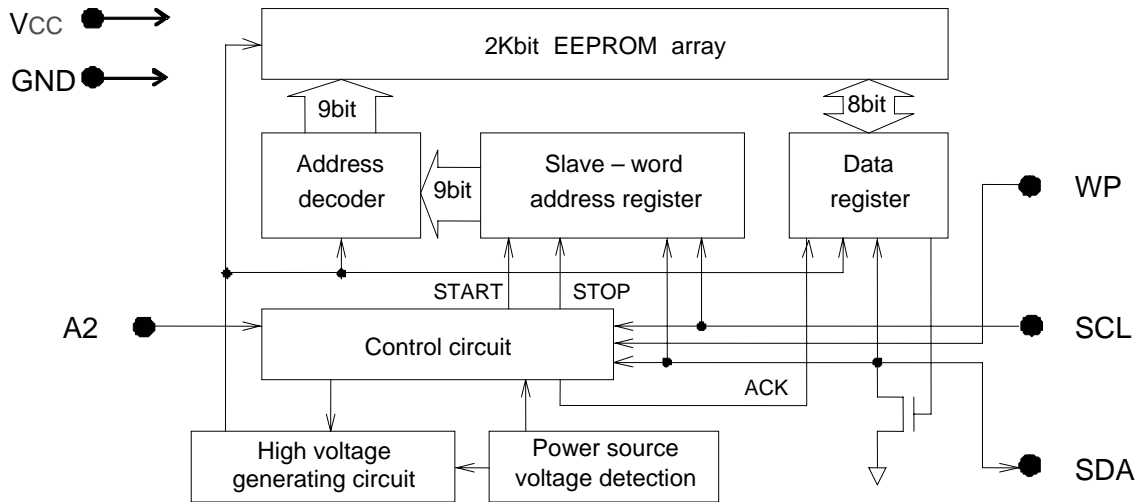 VCC
GND
2Kbit EEPROM array
9bit
8bit
Address
decoder
9bit
Slave – word
address register
Data
register
WP
START
STOP
A2
Control circuit
SCL
ACK
High voltage
generating circuit
Power source
voltage detection
SDA